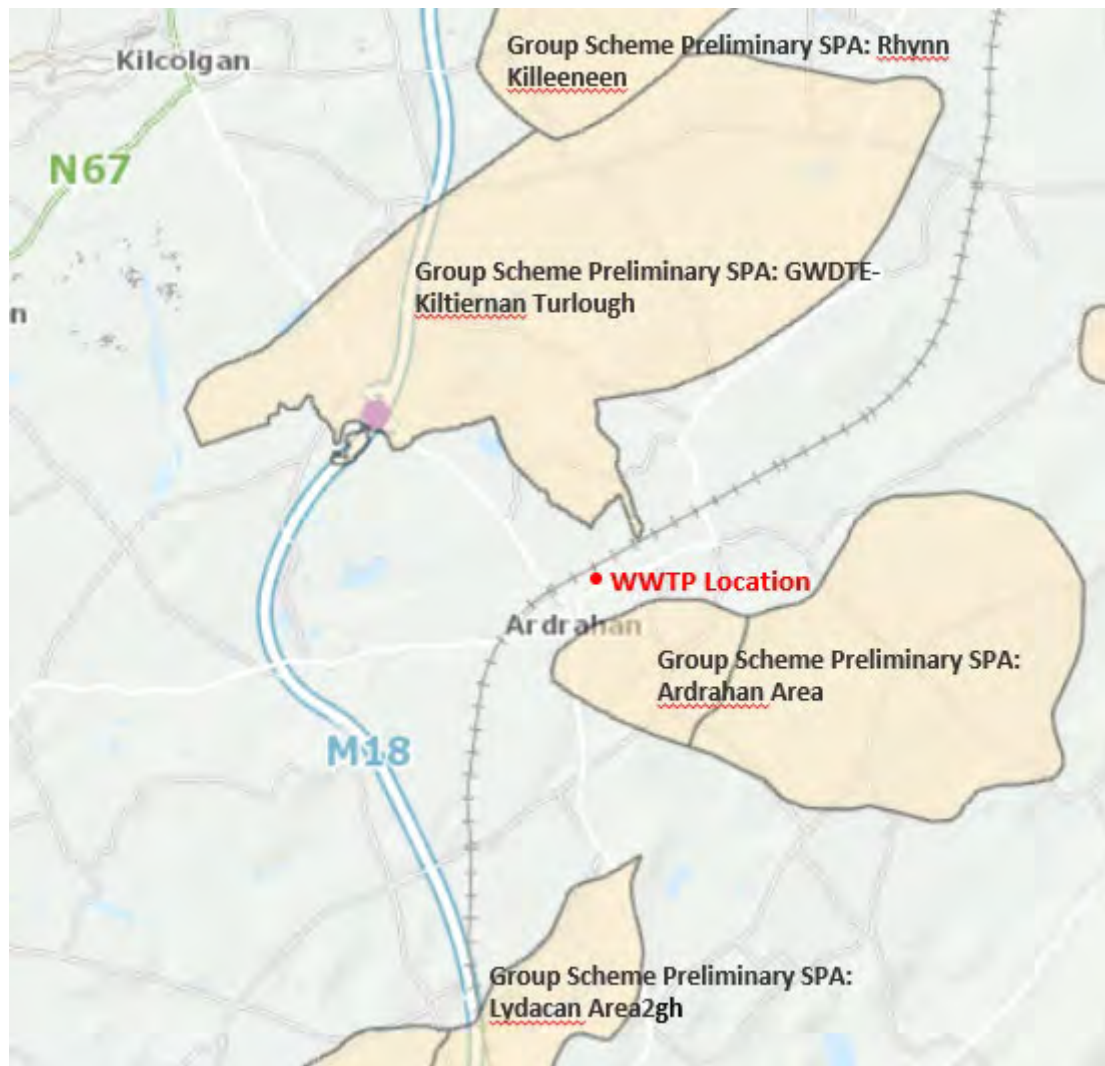 Group Scheme Preliminary SPA: Rhynn
Killeeneen
Kilcolgan
N67
Group Scheme Preliminary SPA: GWDTE-
Kiltiernan Turlough
n
WWTP Location
Ardrahan
Group Scheme Preliminary SPA:
Ardrahan Area
M18
Group Scheme Preliminary SPA:
Lydacan Area2gh